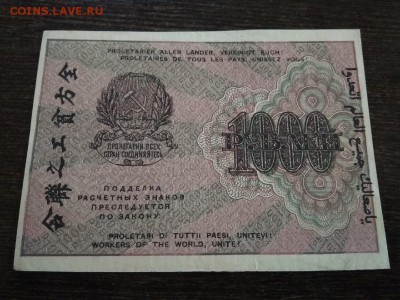 COINS.LAVE.RU
PROLETARIER ALLER LÄNDER, VEREINIGT EUCH!
PROLETAIRES DE TOUS LES PAYS, UNISSEZ-VOUS!
ПРОЛЕТАРИИ ВСЕХ
СТРАН СОЕДИНЯЙТЕСЬ
1000
РУБЛЕЙ
ПОДДЕЛКА
РАСЧЕТНЫХ ЗНАКОВ
ПРЕСЛЕДУЕТСЯ
ПО ЗАКОНУ.
PROLETARI DI TUTTI I PAESI, UNITEVI!
WORKERS OF THE WORLD, UNITE!